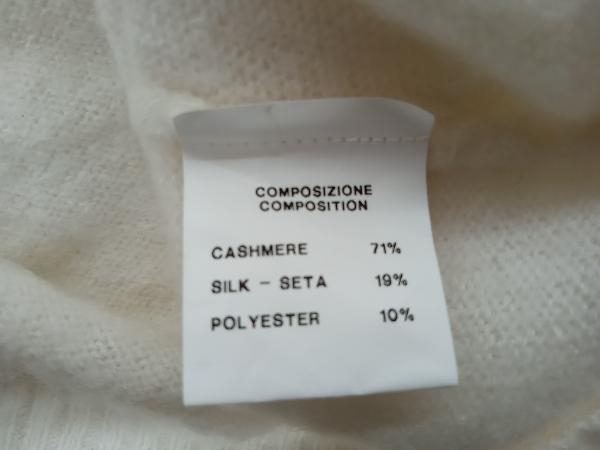 COMPOSIZIONE
COMPOSITION
CASHMERE 71%
SILK - SETA 19%
POLYESTER 10%